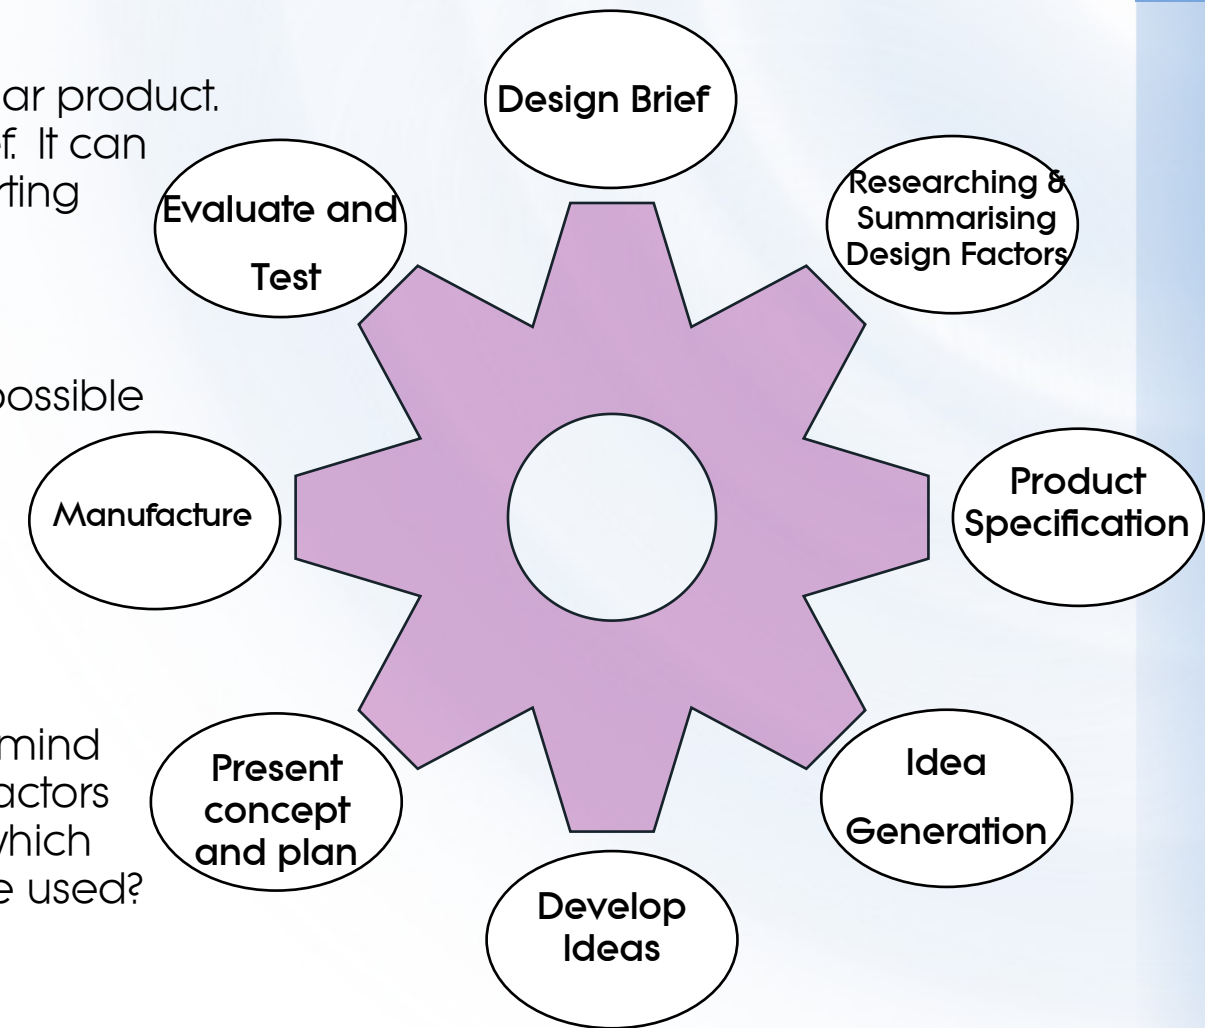 ar product.
f. It can
rting
possible
mind
actors
which
e used?
Design Brief
Researching &
Summarising
Design Factors
Product
Specification
Idea
Generation
Develop
Ideas
Present
concept
and plan
Manufacture
Evaluate and
Test